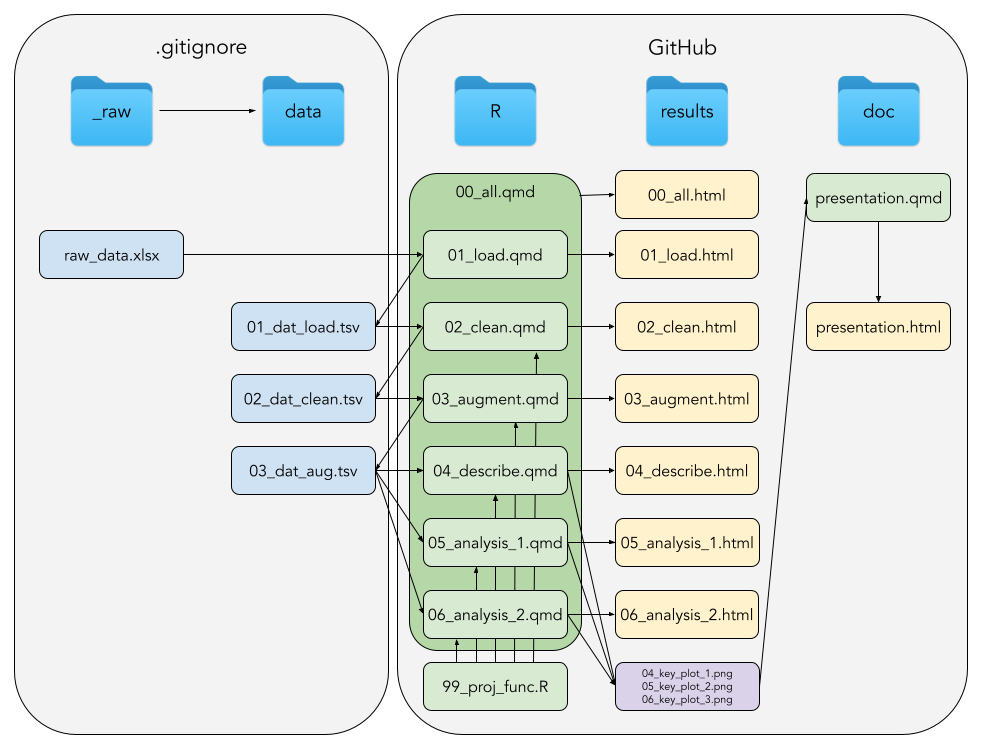 .gitignore
GitHub
_raw
data
R
results
doc
00_all.qmd
00_all.html
presentation.qmd
raw_data.xlsx
01_load.qmd
01_load.html
01_dat_load.tsv
02_clean.qmd
02_clean.html
presentation.html
02_dat_clean.tsv
03_augment.qmd
03_augment.html
03_dat_aug.tsv
04_describe.qmd
04_describe.html
05_analysis_1.qmd
05_analysis_1.html
06_analysis_2.qmd
06_analysis_2.html
99_proj_func.R
04_key_plot_1.png
05_key_plot_2.png
06_key_plot_3.png